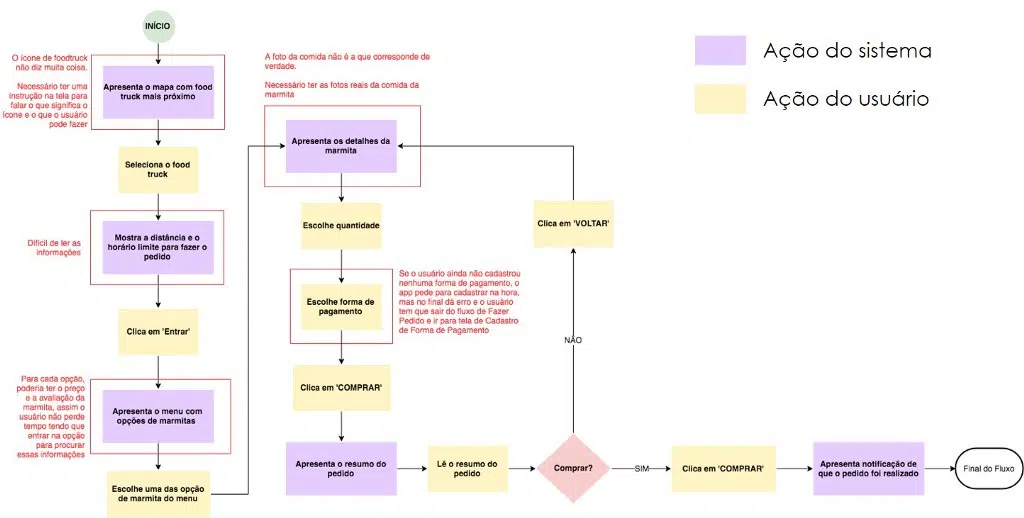 INÍCIO
O ícone de foodtruck
não diz muita coisa.
Necessário ter uma
instrução na tela para
falar o que significa o
ícone e o que o usuário
pode fazer
Apresenta o mapa com food
truck mais próximo
Seleciona o food
truck
Difícil de ler as
informações
Mostra a distância e o
horário limite para fazer o
pedido
Clica em 'Entrar'
Para cada opção,
poderia ter o preço
e a avaliação da
marmita, assim o
usuário não perde
tempo tendo que
entrar na opção
para procurar
essas informações
Apresenta o menu com
opções de marmitas
Escolhe uma das opção
de marmita do menu
A foto da comida não é a que corresponde de
verdade.
Necessário ter as fotos reais da comida da
marmita
Apresenta os detalhes da
marmita
Escolhe quantidade
Escolhe forma de
pagamento
Se o usuário ainda não cadastrou
nenhuma forma de pagamento, o
app pede para cadastrar na hora,
mas no final dá erro e o usuário
tem que sair do fluxo de Fazer
Pedido e ir para tela de Cadastro
de Forma de Pagamento
Clica em 'COMPRAR'
Apresenta o resumo do
pedido
Lê o resumo do
pedido
Comprar?
NÃO
Clica em 'VOLTAR'
SIM
Clica em 'COMPRAR'
Apresenta notificação de
que o pedido foi realizado
Final do Fluxo
Ação do sistema
Ação do usuário